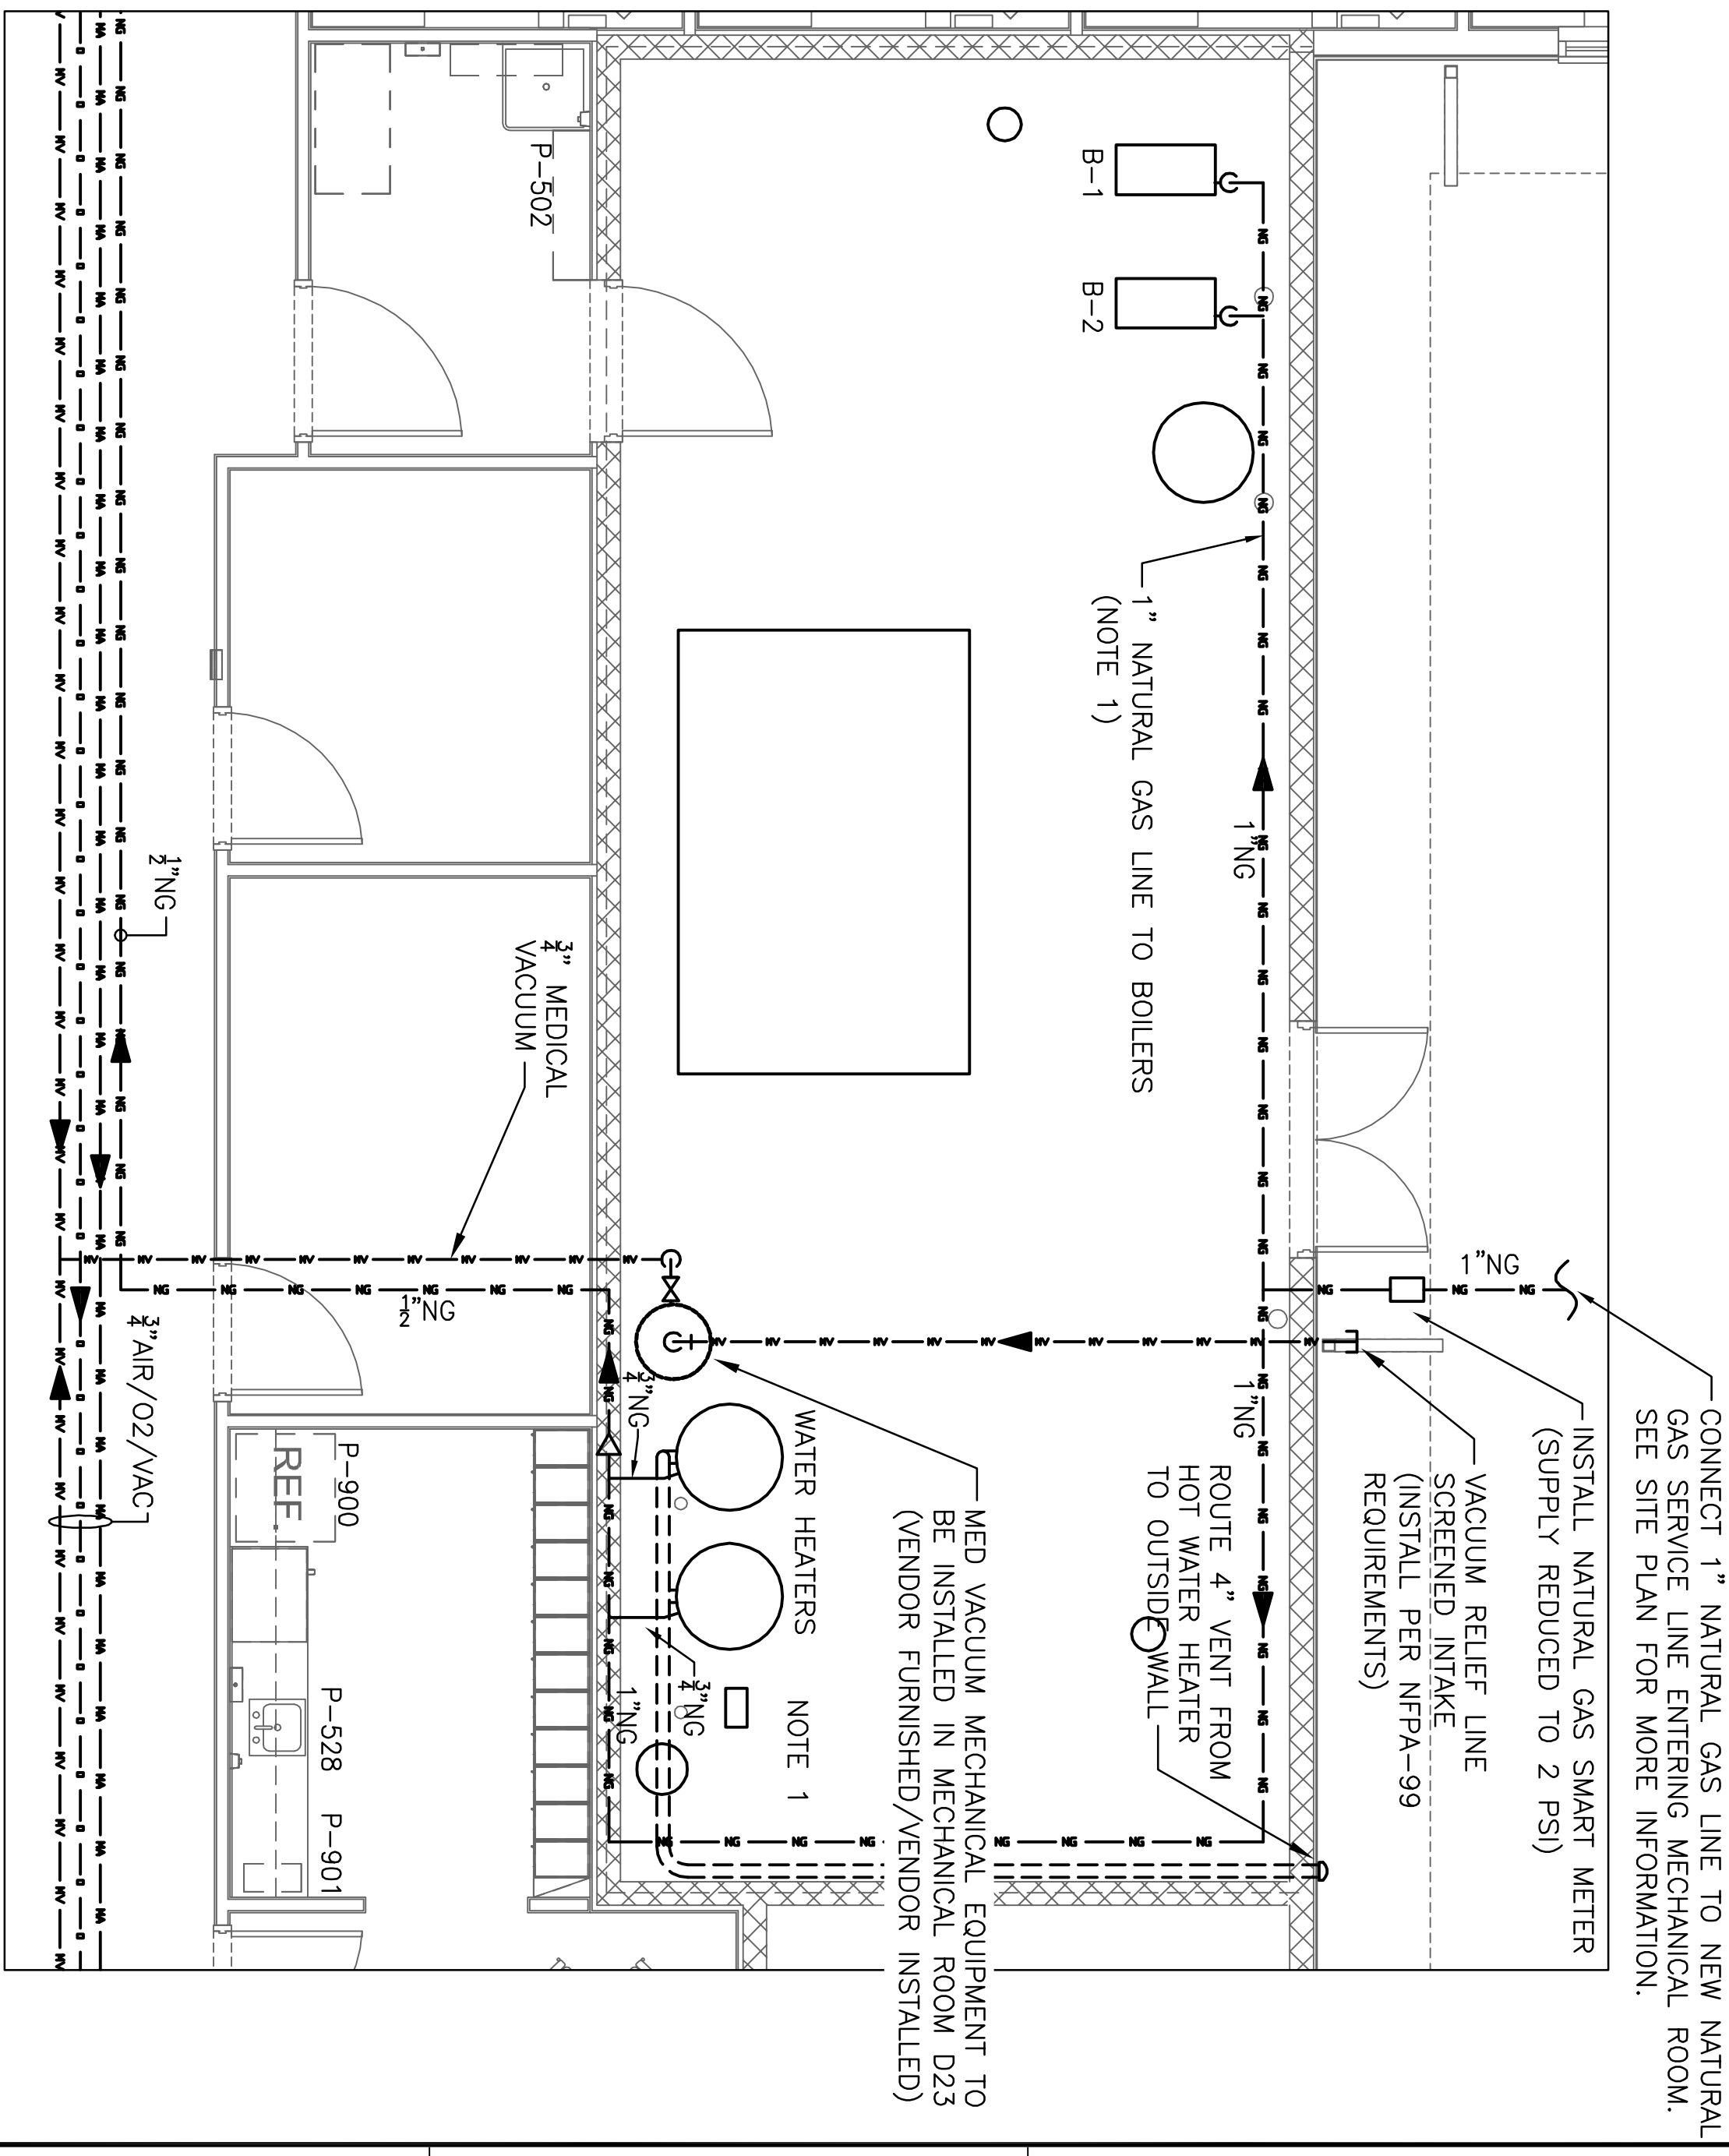 CONNECT 1" NATURAL GAS LINE TO NEW NATURAL
GAS SERVICE LINE ENTERING MECHANICAL ROOM.
SEE SITE PLAN FOR MORE INFORMATION.
INSTALL NATURAL GAS SMART METER
(SUPPLY REDUCED TO 2 PSI)
VACUUM RELIEF LINE
SCREENED INTAKE
(INSTALL PER NFPA-99
REQUIREMENTS)
1"NG
1"NG
1"NG
ROUTE 4" VENT FROM
HOT WATER HEATER
TO OUTSIDE WALL
1" NATURAL GAS LINE TO BOILERS
(NOTE 1)
B-1
B-2
MED VACUUM MECHANICAL EQUIPMENT TO
BE INSTALLED IN MECHANICAL ROOM D23
(VENDOR FURNISHED/VENDOR INSTALLED)
WATER HEATERS
NOTE 1
3/4"NG
3/4"NG
1"NG
P-502
3/4" MEDICAL
VACUUM
1/2"NG
1/2"NG
P-900
REF.
P-528
P-901
3/4"AIR/O2/VAC
NG
MA
O
MV